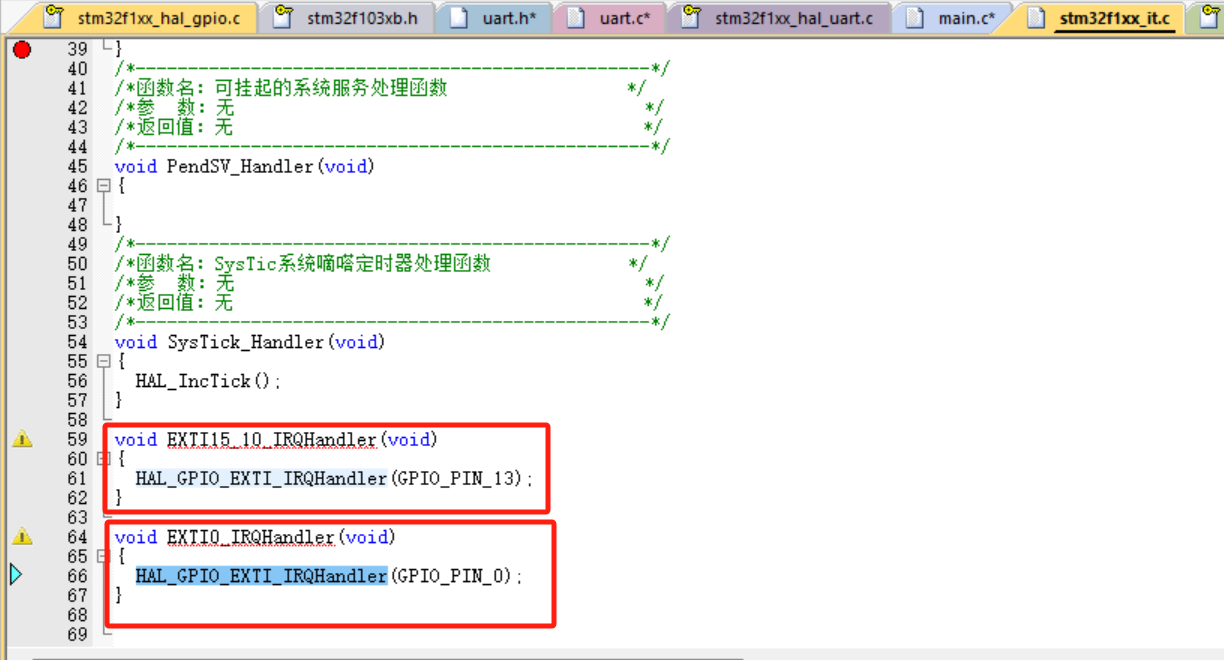 stm32f1xx_hal_gpio.c stm32f103xb.h uart.h* uart.c* stm32f1xx_hal_uart.c main.c* stm32f1xx_it.c
39 }
40 /*-------------------------------------------------*/
41 /*函数名：可挂起的系统服务处理函数 */
42 /*参 数：无 */
43 /*返回值：无 */
44 /*-------------------------------------------------*/
45 void PendSV_Handler(void)
46 {
47
48 }
49 /*-------------------------------------------------*/
50 /*函数名：SysTic系统嘀嗒定时器处理函数 */
51 /*参 数：无 */
52 /*返回值：无 */
53 /*-------------------------------------------------*/
54 void SysTick_Handler(void)
55 {
56 HAL_IncTick();
57 }
58
59 void EXTI15_10_IRQHandler(void)
60 {
61 HAL_GPIO_EXTI_IRQHandler(GPIO_PIN_13);
62 }
63
64 void EXTI0_IRQHandler(void)
65 {
66 HAL_GPIO_EXTI_IRQHandler(GPIO_PIN_0);
67 }
68
69